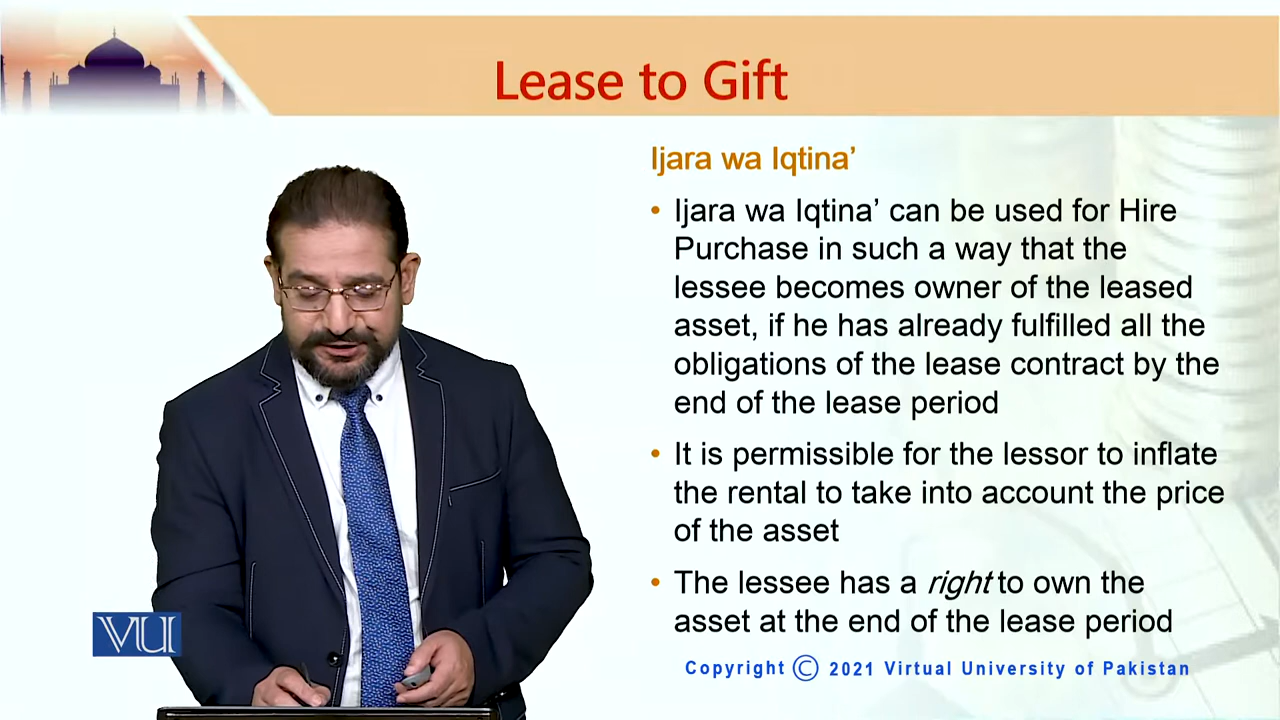 Lease to Gift
Ijara wa Iqtina’
• Ijara wa Iqtina’ can be used for Hire
Purchase in such a way that the
lessee becomes owner of the leased
asset, if he has already fulfilled all the
obligations of the lease contract by the
end of the lease period
• It is permissible for the lessor to inflate
the rental to take into account the price
of the asset
• The lessee has a right to own the
asset at the end of the lease period
VU
Copyright © 2021 Virtual University of Pakistan